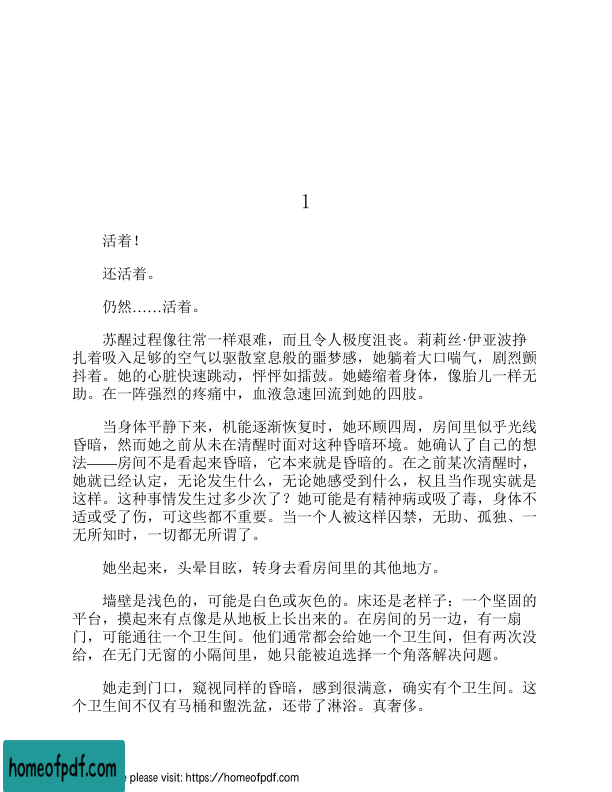 1
活着！
还活着。
仍然……活着。
苏醒过程像往常一样艰难，而且令人极度沮丧。莉莉丝·伊亚波挣
扎着吸入足够的空气以驱散窒息般的噩梦感，她躺着大口喘气，剧烈颤
抖着。她的心脏快速跳动，怦怦如擂鼓。她蜷缩着身体，像胎儿一样无
助。在一阵强烈的疼痛中，血液急速回流到她的四肢。
当身体平静下来，机能逐渐恢复时，她环顾四周，房间里似乎光线
昏暗，然而她之前从未在清醒时面对这种昏暗环境。她确认了自己的想
法——房间不是看起来昏暗，它本来就是昏暗的。在之前某次清醒时，
她就已经认定，无论发生什么，无论她感受到什么，权且当作现实就是
这样。这种事情发生过多少次了？她可能是有精神病或吸了毒，身体不
适或受了伤，可这些都不重要。当一个人被这样囚禁，无助、孤独、一
无所知时，一切都无所谓了。
她坐起来，头晕目眩，转身去看房间里的其他地方。
墙壁是浅色的，可能是白色或灰色的。床还是老样子：一个坚固的
平台，摸起来有点像是从地板上长出来的。在房间的另一边，有一扇
门，可能通往一个卫生间。他们通常都会给她一个卫生间，但有两次没
给，在无门无窗的小隔间里，她只能被迫选择一个角落解决问题。
她走到门口，窥视同样的昏暗，感到很满意，确实有个卫生间。这
个卫生间不仅有马桶和盥洗盆，还带了淋浴。真奢侈。
homeofpdf.com
e please visit: https://homeofpdf.com